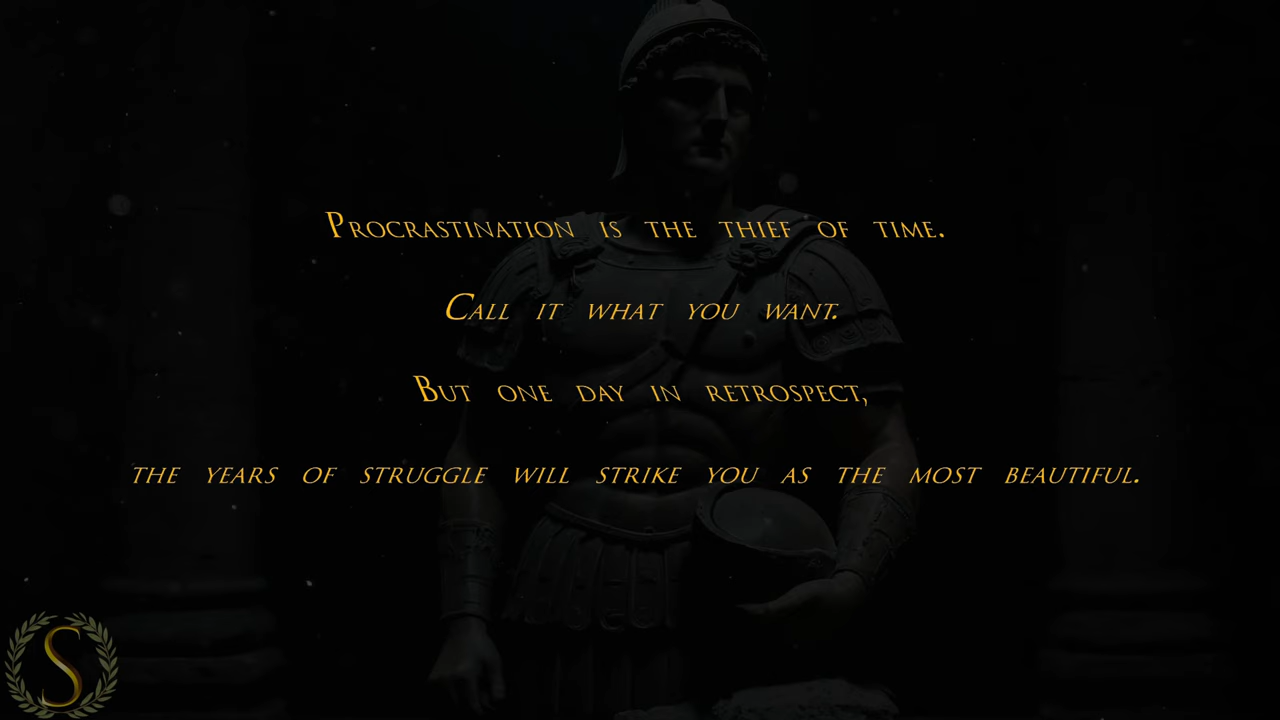 Procrastination is the thief of time.
Call it what you want.
But one day in retrospect,
the years of struggle will strike you as the most beautiful.
S